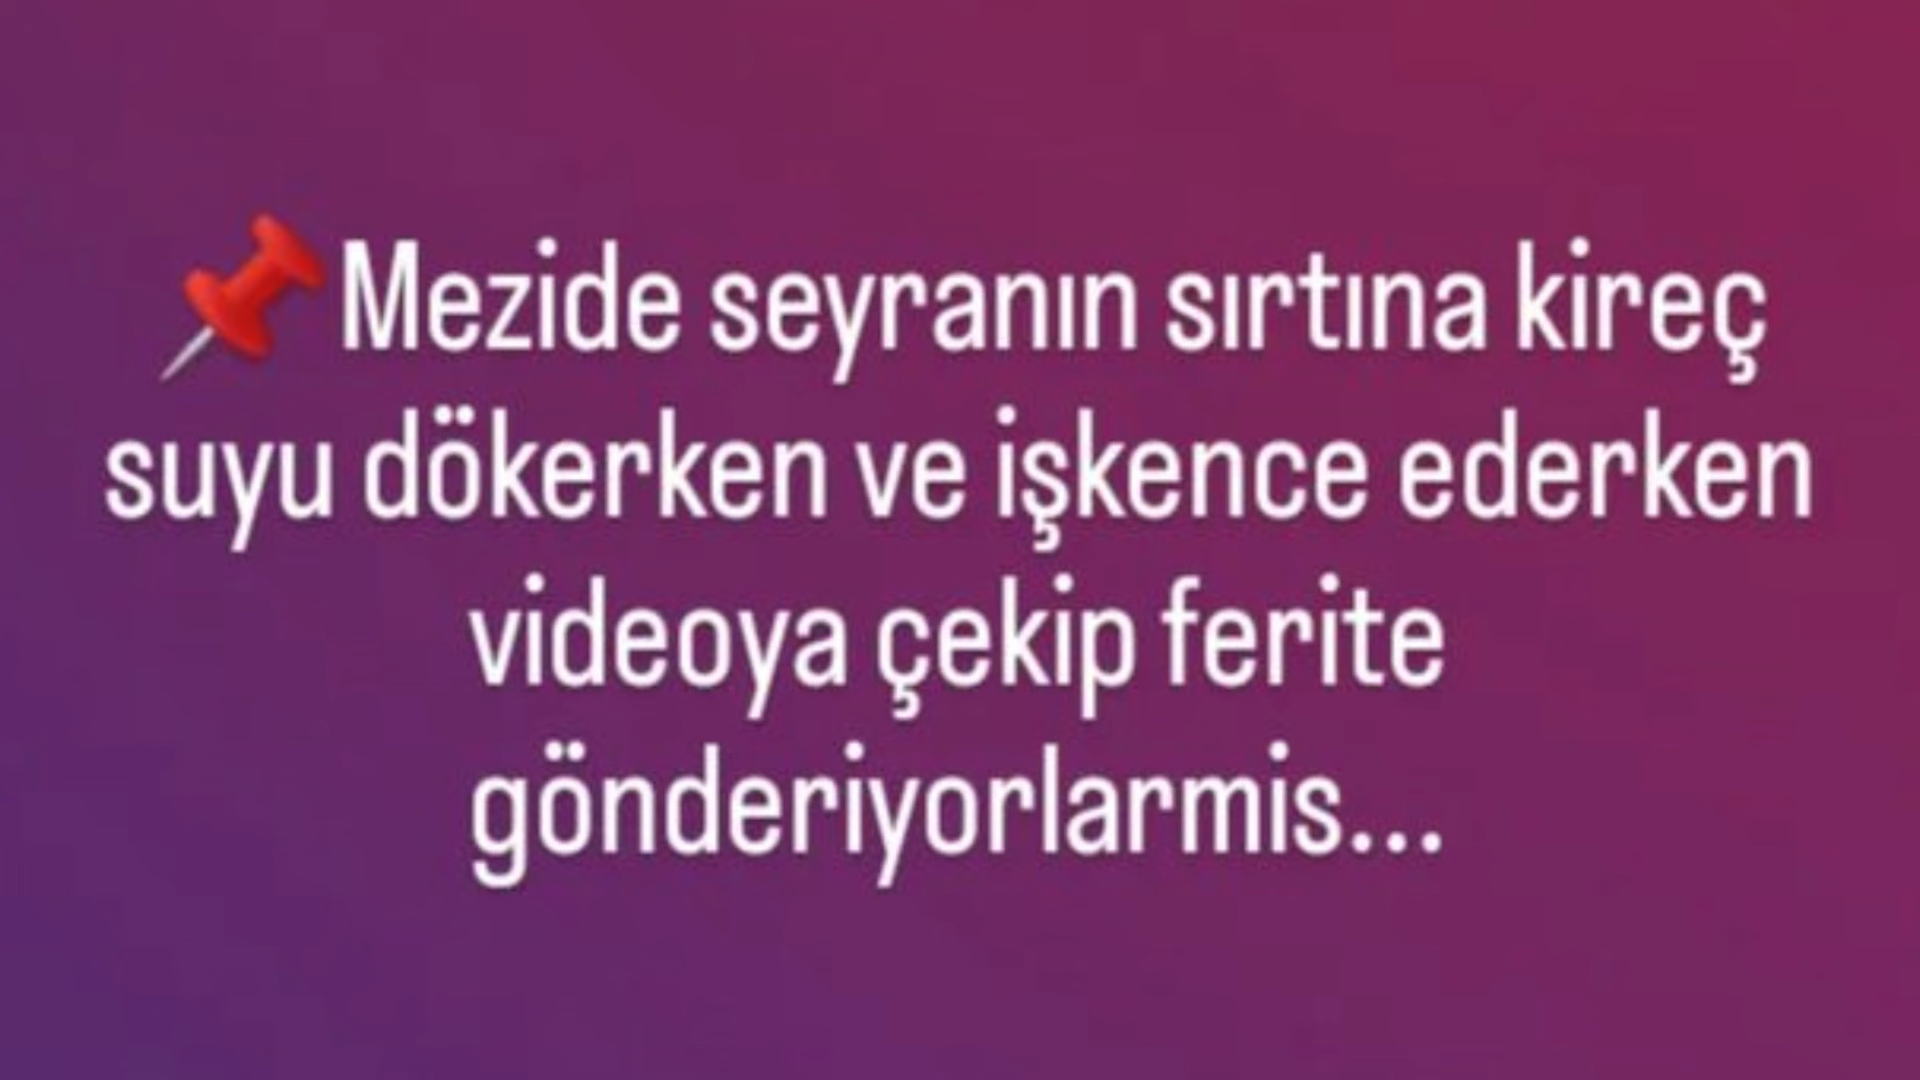 📌Mezide seyranın sırtına kireç
suyu dökerken ve işkence ederken
videoya çekip ferite
gönderiyorlarmis...